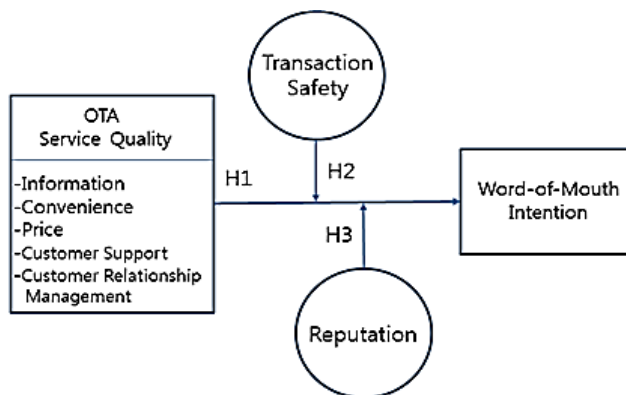 OTA
Service Quality
-Information
-Convenience
-Price
-Customer Support
-Customer Relationship
Management
H1
Transaction
Safety
H2
H3
Reputation
Word-of-Mouth
Intention